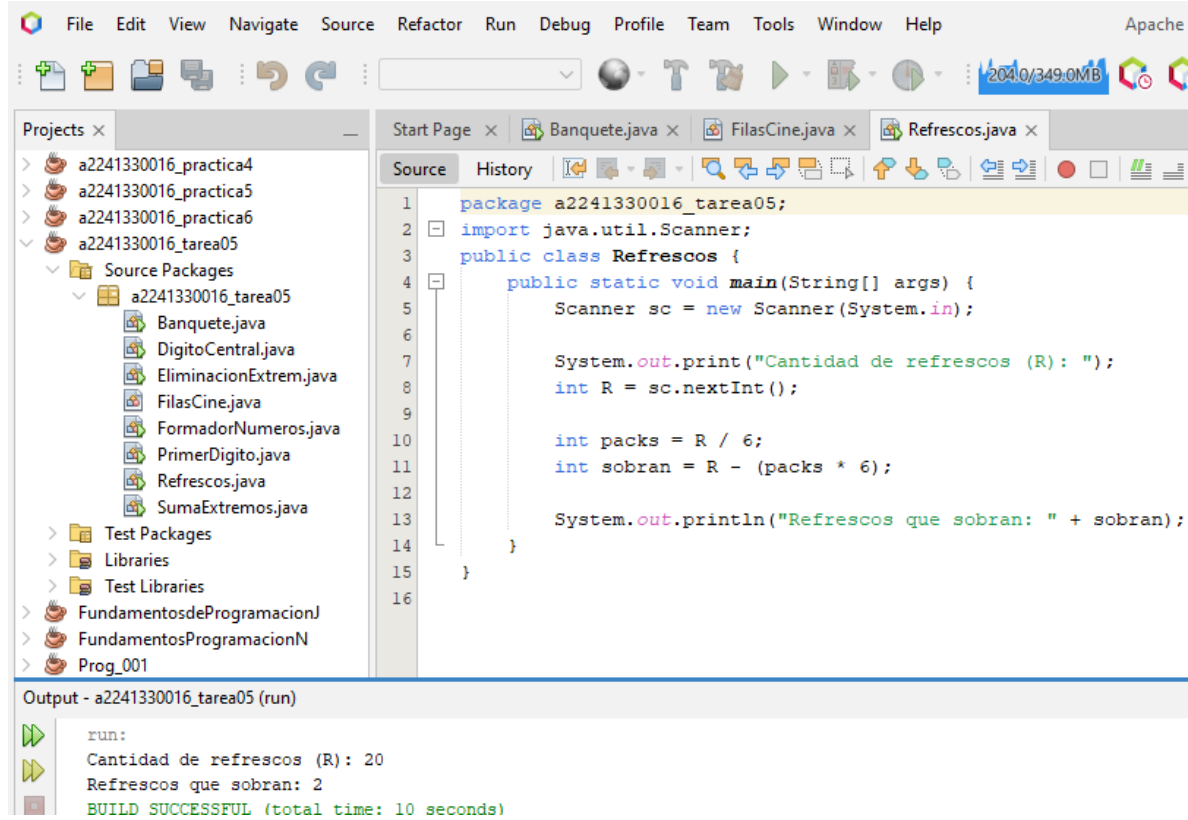 File Edit View Navigate Source Refactor Run Debug Profile Team Tools Window Help Apache
204.0/349.0MB
Projects
Start Page Banquete.java FilasCine.java Refrescos.java
Source History
a2241330016_practica4
a2241330016_practica5
a2241330016_practica6
a2241330016_tarea05
Source Packages
a2241330016_tarea05
Banquete.java
DigitoCentral.java
EliminacionExtrem.java
FilasCine.java
FormadorNumeros.java
PrimerDigito.java
Refrescos.java
SumaExtremos.java
Test Packages
Libraries
Test Libraries
FundamentosdeProgramacionJ
FundamentosProgramacionN
Prog_001
1 package a2241330016_tarea05;
2 import java.util.Scanner;
3 public class Refrescos {
4 public static void main(String[] args) {
5 Scanner sc = new Scanner(System.in);
6
7 System.out.print("Cantidad de refrescos (R): ");
8 int R = sc.nextInt();
9
10 int packs = R / 6;
11 int sobran = R - (packs * 6);
12
13 System.out.println("Refrescos que sobran: " + sobran);
14 }
15 }
16
Output - a2241330016_tarea05 (run)
run:
Cantidad de refrescos (R): 20
Refrescos que sobran: 2
BUILD SUCCESSFUL (total time: 10 seconds)